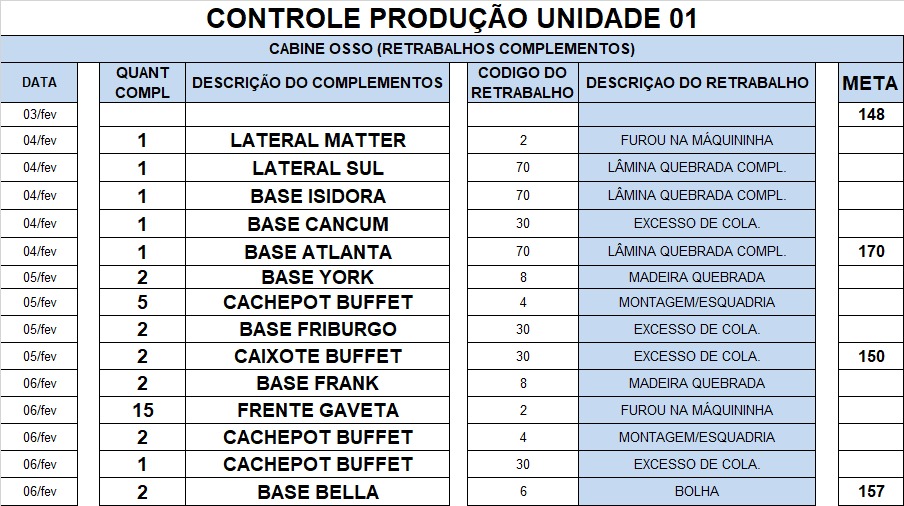 CONTROLE PRODUÇÃO UNIDADE 01
CABINE OSSO (RETRABALHOS COMPLEMENTOS)
DATA QUANT COMPL DESCRIÇÃO DO COMPLEMENTOS CODIGO DO RETRABALHO DESCRIÇAO DO RETRABALHO META
03/fev 148
04/fev 1 LATERAL MATTER 2 FUROU NA MÁQUININHA
04/fev 1 LATERAL SUL 70 LÂMINA QUEBRADA COMPL.
04/fev 1 BASE ISIDORA 70 LÂMINA QUEBRADA COMPL.
04/fev 1 BASE CANCUM 30 EXCESSO DE COLA.
04/fev 1 BASE ATLANTA 70 LÂMINA QUEBRADA COMPL. 170
05/fev 2 BASE YORK 8 MADEIRA QUEBRADA
05/fev 5 CACHEPOT BUFFET 4 MONTAGEM/ESQUADRIA
05/fev 2 BASE FRIBURGO 30 EXCESSO DE COLA.
05/fev 2 CAIXOTE BUFFET 30 EXCESSO DE COLA. 150
06/fev 2 BASE FRANK 8 MADEIRA QUEBRADA
06/fev 15 FRENTE GAVETA 2 FUROU NA MÁQUININHA
06/fev 2 CACHEPOT BUFFET 4 MONTAGEM/ESQUADRIA
06/fev 1 CACHEPOT BUFFET 30 EXCESSO DE COLA.
06/fev 2 BASE BELLA 6 BOLHA 157